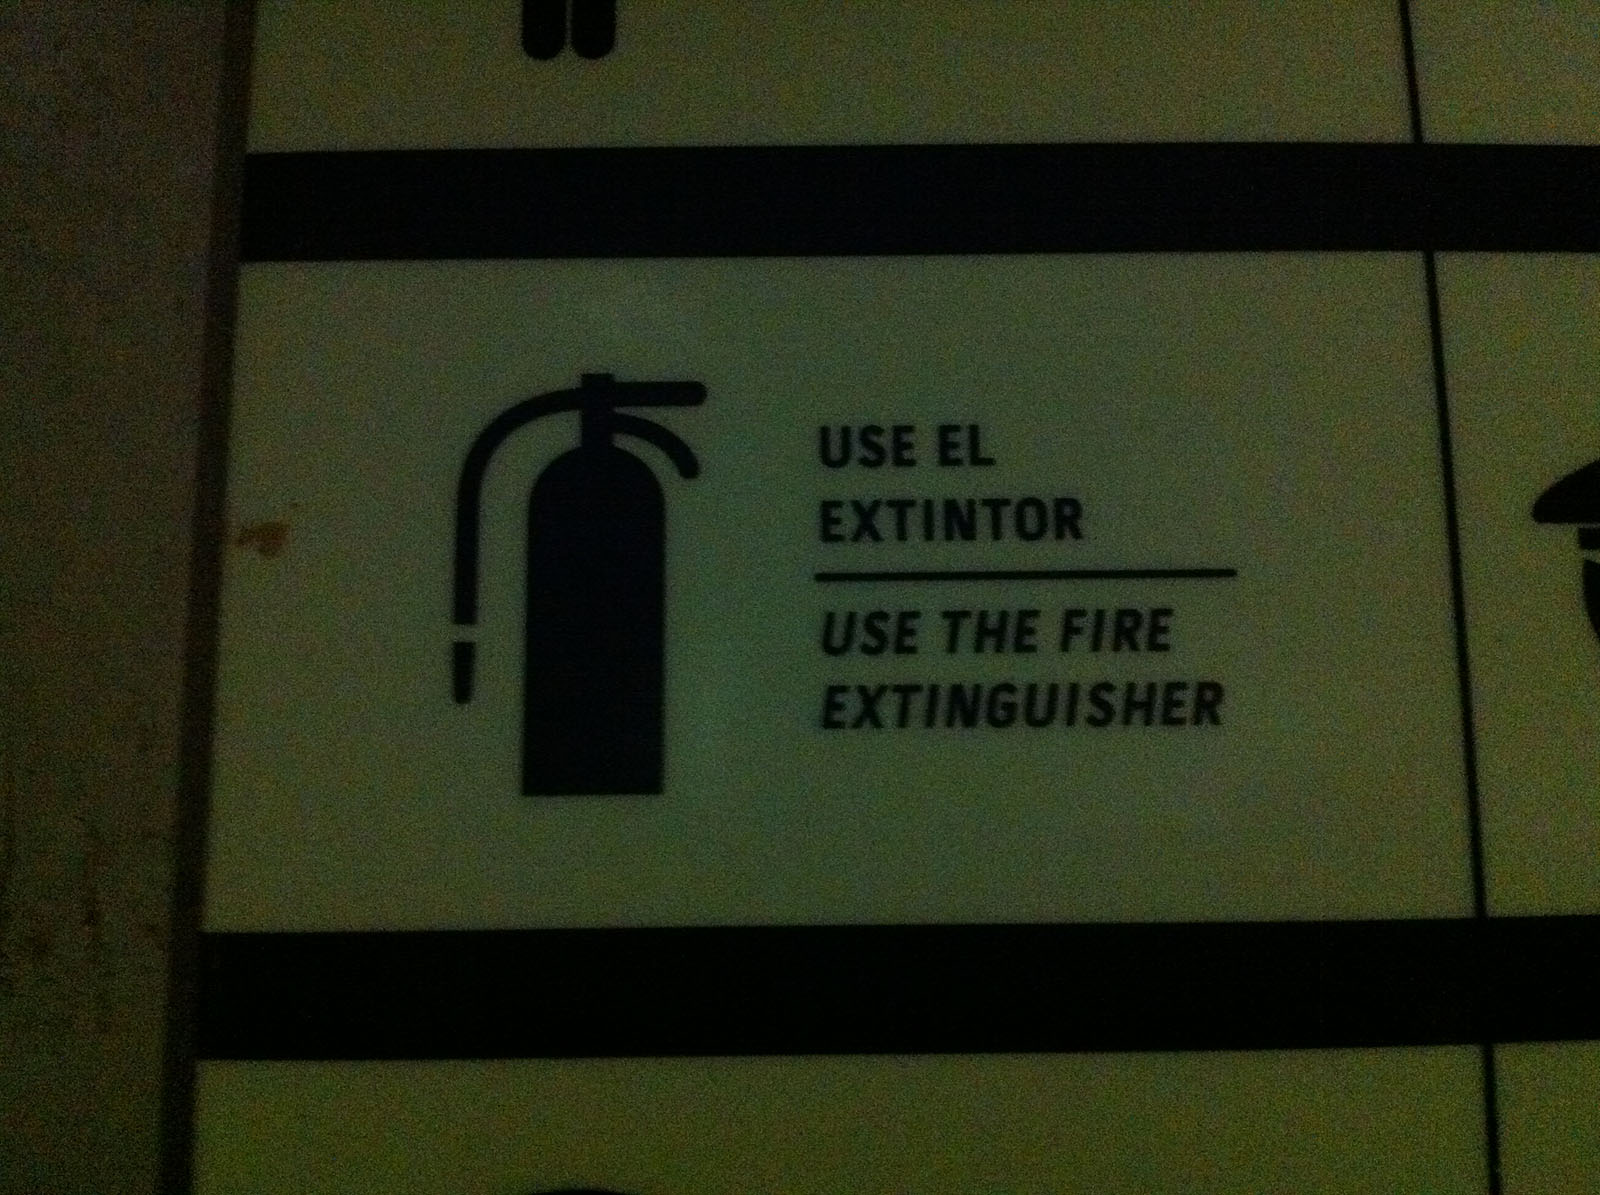 USE EL
EXTINTOR
USE THE FIRE
EXTINGUISHER